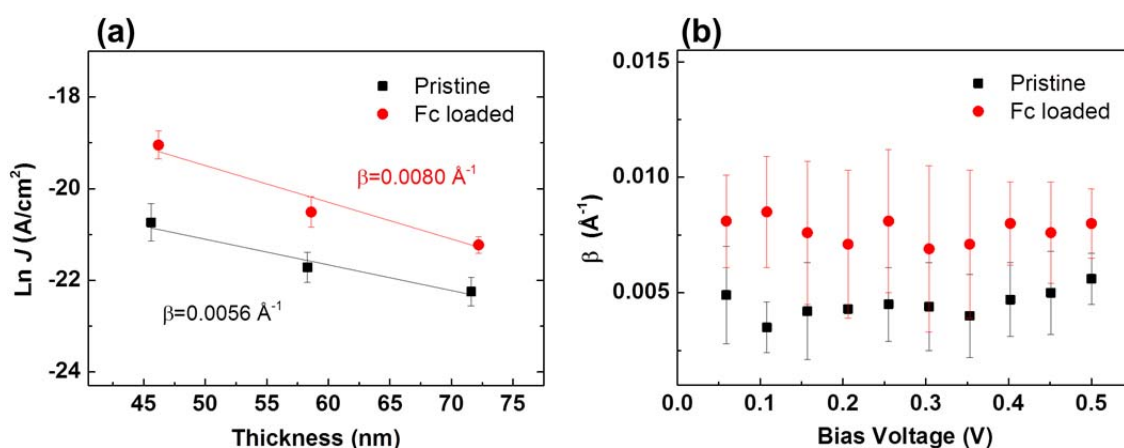 (a)
Pristine
Fc loaded
β=0.0080 Å⁻¹
β=0.0056 Å⁻¹
-18
-20
-22
-24
Ln J (A/cm²)
45 50 55 60 65 70 75
Thickness (nm)
(b)
Pristine
Fc loaded
0.015
0.010
0.005
β (Å⁻¹)
0.0 0.1 0.2 0.3 0.4 0.5
Bias Voltage (V)